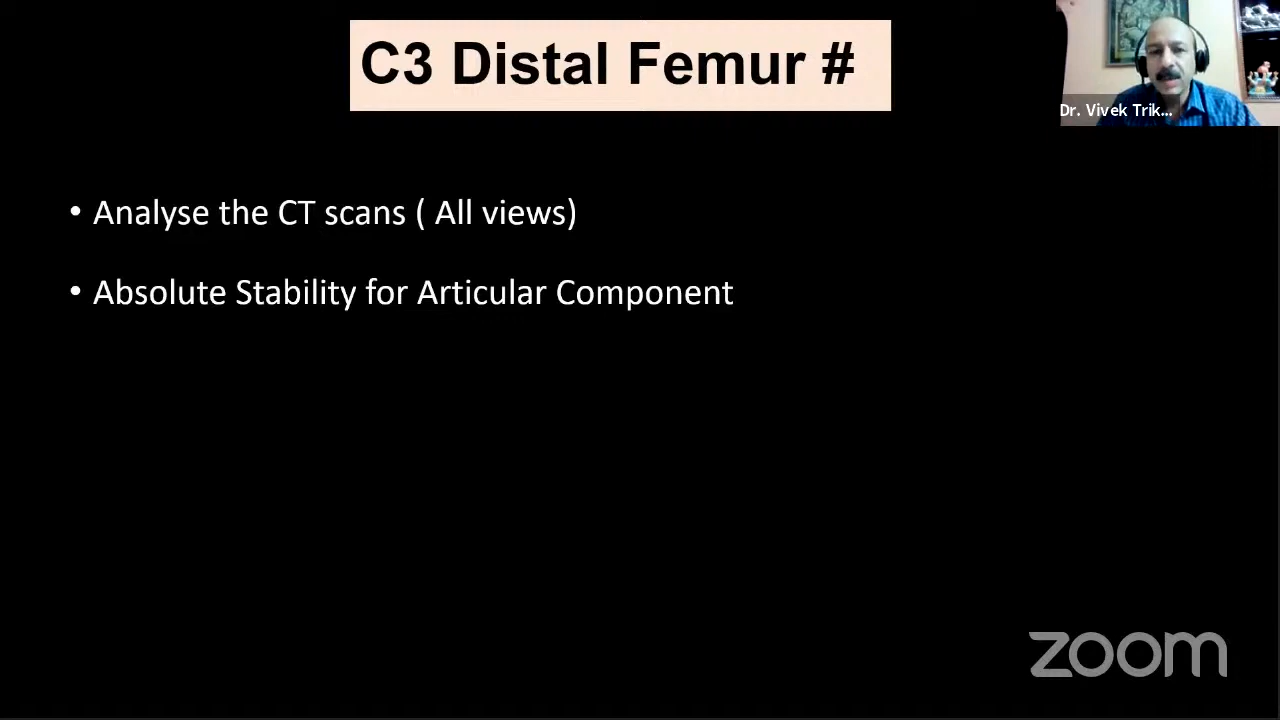 C3 Distal Femur #
Dr. Vivek Trik...
• Analyse the CT scans ( All views)
• Absolute Stability for Articular Component
zoom